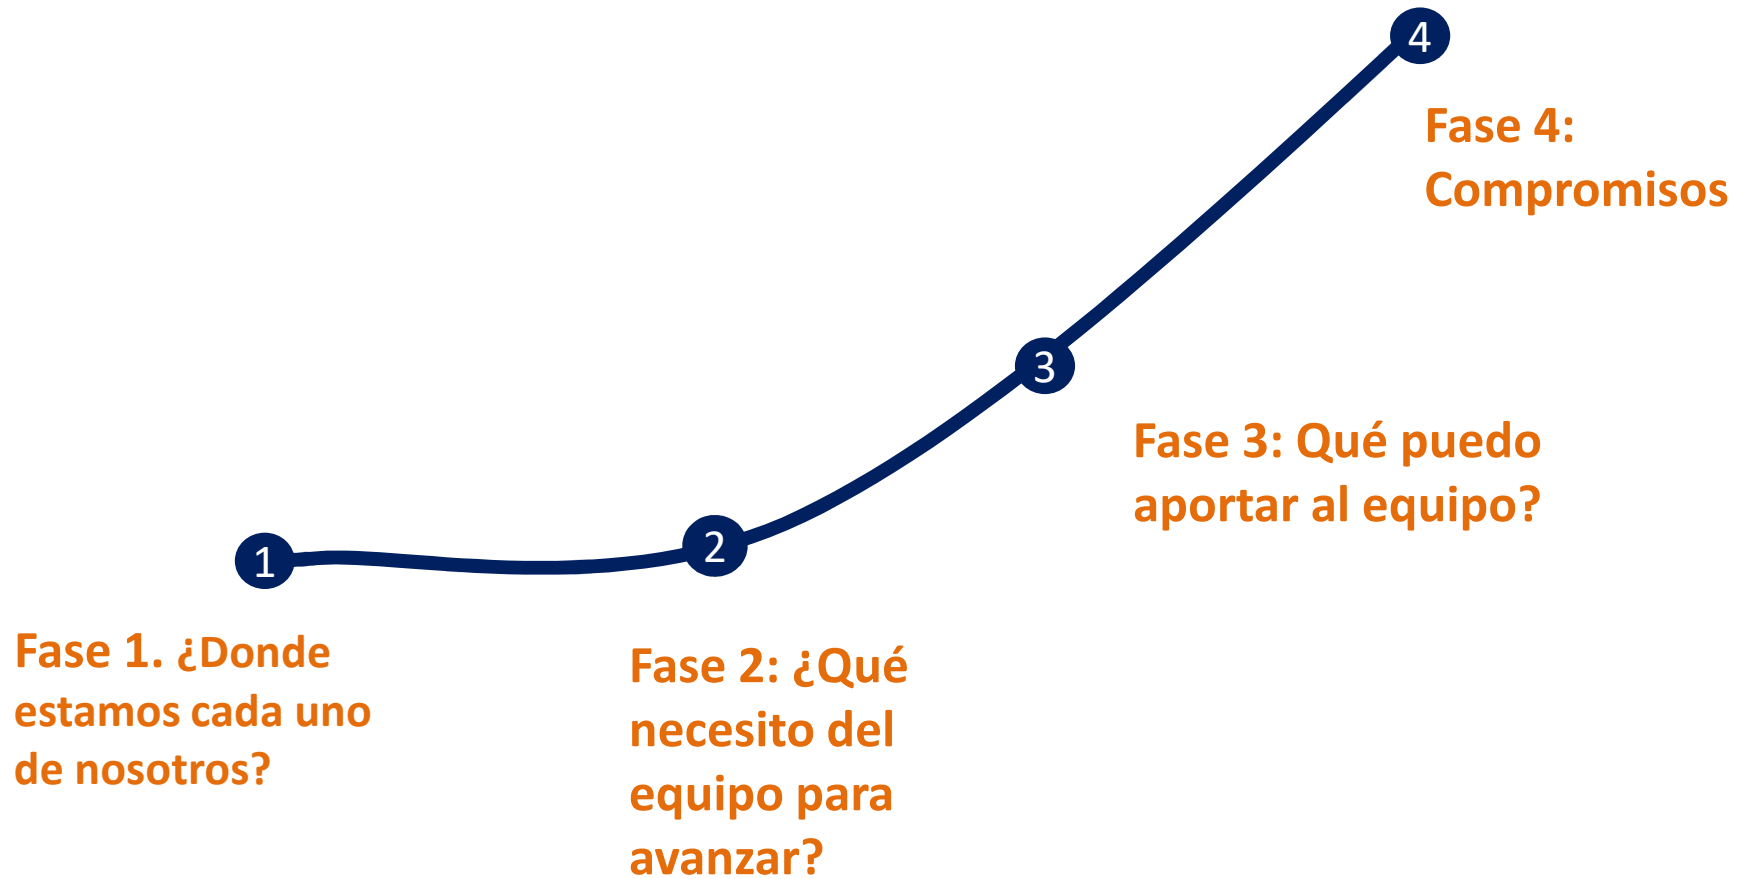 1
Fase 1. ¿Donde
estamos cada uno
de nosotros?
2
Fase 2: ¿Qué
necesito del
equipo para
avanzar?
3
Fase 3: Qué puedo
aportar al equipo?
4
Fase 4:
Compromisos